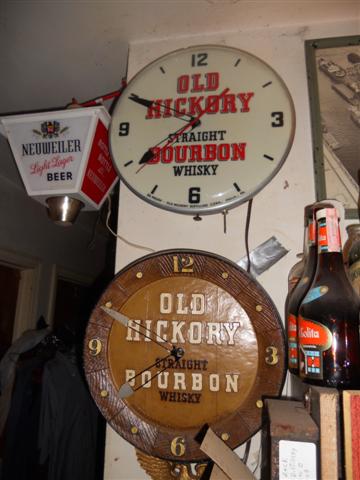 NEUWEILER
Light Lager
BEER
12
3
6
9
OLD
HICKORY
STRAIGHT
BOURBON
WHISKY
12
3
6
9
OLD
HICKORY
STRAIGHT
BOURBON
WHISKY